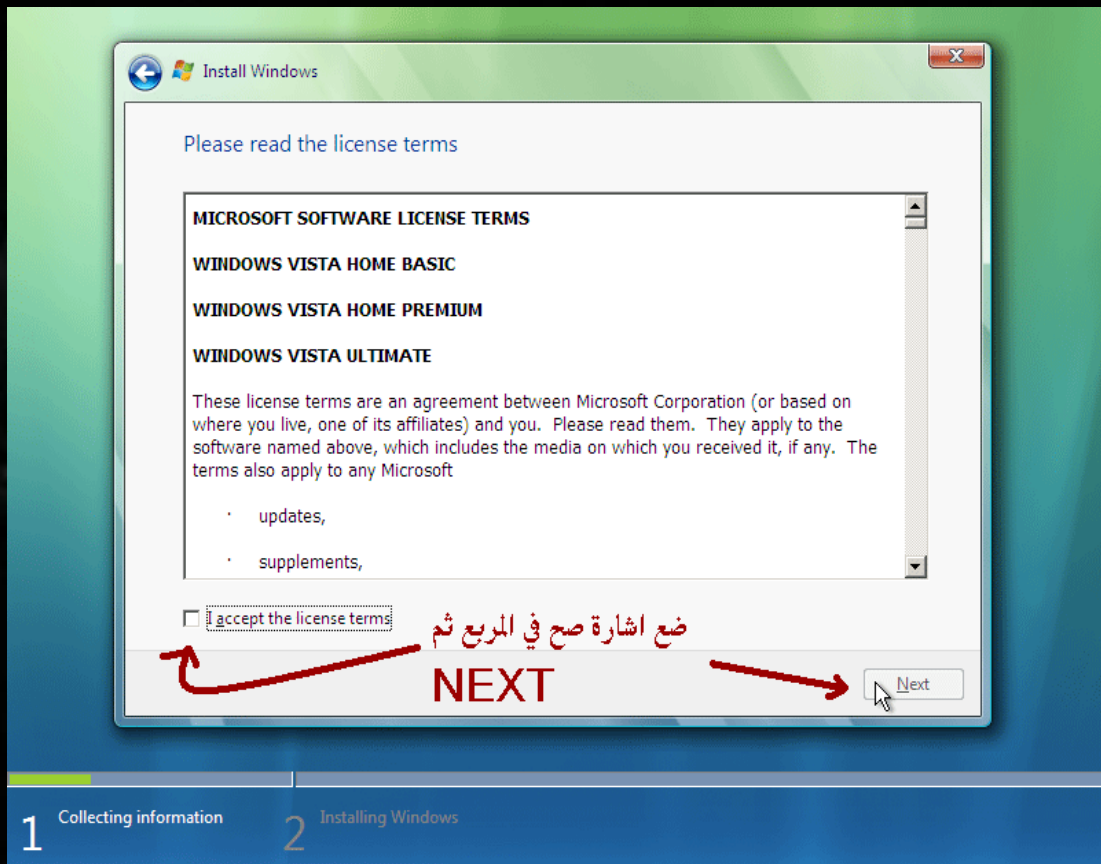 Install Windows
Please read the license terms
MICROSOFT SOFTWARE LICENSE TERMS
WINDOWS VISTA HOME BASIC
WINDOWS VISTA HOME PREMIUM
WINDOWS VISTA ULTIMATE
These license terms are an agreement between Microsoft Corporation (or based on
where you live, one of its affiliates) and you.  Please read them.  They apply to the
software named above, which includes the media on which you received it, if any.  The
terms also apply to any Microsoft
· updates,
· supplements,
I accept the license terms
ضع اشارة صح في المربع ثم
NEXT
Next
1 Collecting information
2 Installing Windows